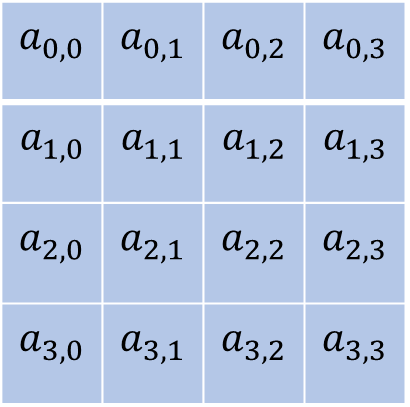 a0,0 a0,1 a0,2 a0,3
a1,0 a1,1 a1,2 a1,3
a2,0 a2,1 a2,2 a2,3
a3,0 a3,1 a3,2 a3,3